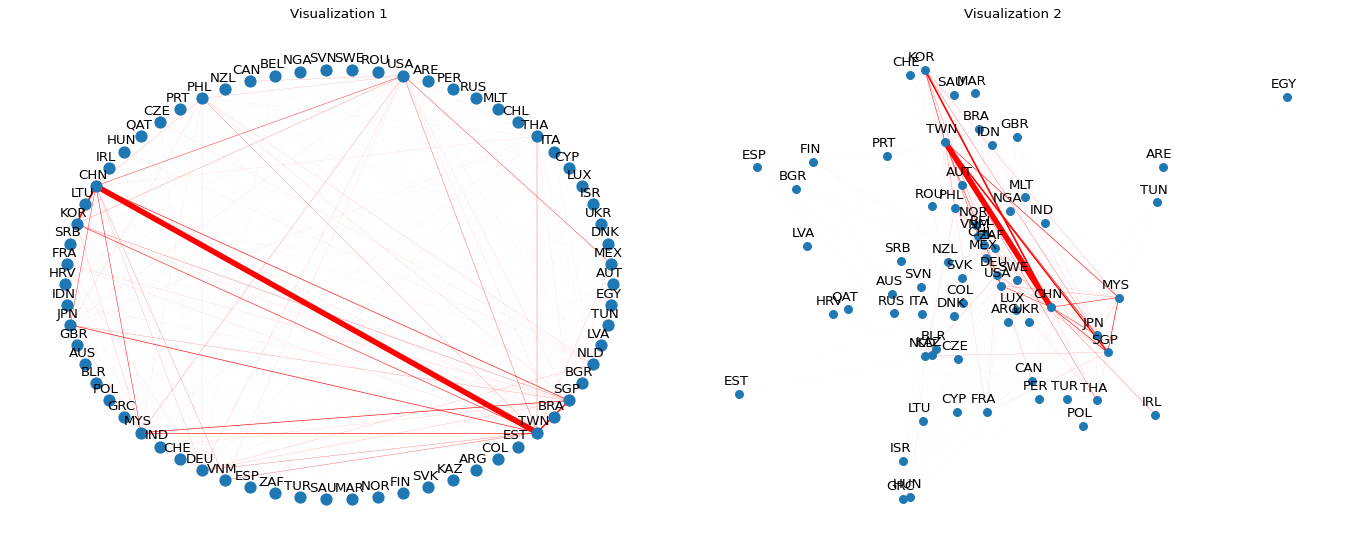 Visualization 1
USA
ARE
PER
RUS
MLT
CHL
THA
ITA
CYP
LUX
ISR
UKR
DNK
MEX
AUT
EGY
TUN
LVA
NLD
BGR
SGP
BRA
TWN
EST
COL
ARG
KAZ
SVK
FIN
NOR
MAR
SAU
TUR
ZAF
ESP
VNM
DEU
CHE
IND
MYS
GRC
POL
BLR
AUS
GBR
JPN
IDN
HRV
FRA
SRB
KOR
LTU
CHN
IRL
HUN
QAT
CZE
PRT
PHL
NZL
CAN
BEL
NGA
SVN
SWE
ROU
Visualization 2
KOR
CHE
SAU
MAR
EGY
BRA
GBR
TWN
IDN
PRT
FIN
ESP
ARE
BGR
AUT
MLT
TUN
ROU
PHL
NGA
IND
NOR
BEL
VNM
CHL
ZAF
LVA
MEX
SRB
NZL
DEU
SVK
SWE
USA
SVN
AUS
MYS
COL
CHN
QAT
HRV
RUS
ITA
DNK
LUX
ARG
UKR
JPN
BLR
SGP
KAZ
CZE
CAN
EST
PER
TUR
THA
CYP
FRA
IRL
LTU
POL
ISR
HUN
GRC